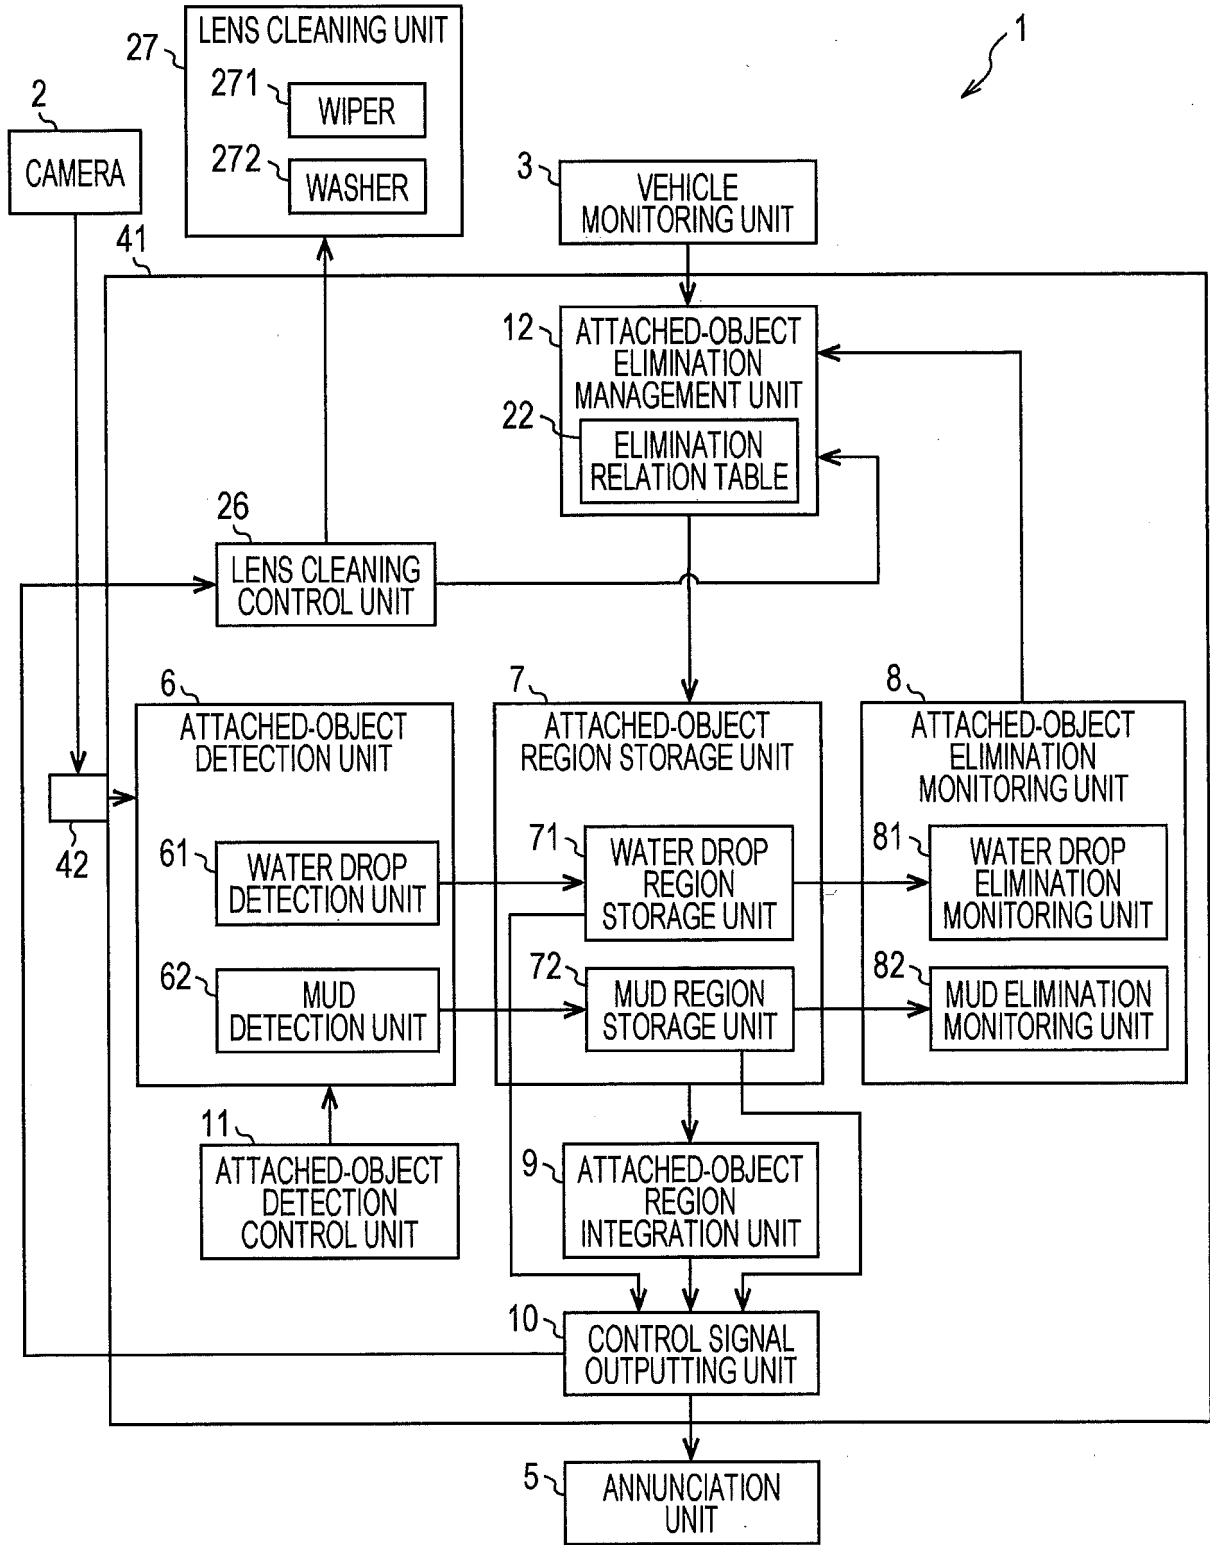 1
27
LENS CLEANING UNIT
271
WIPER
272
WASHER
2
CAMERA
3
VEHICLE
MONITORING UNIT
41
12
ATTACHED-OBJECT
ELIMINATION
MANAGEMENT UNIT
22
ELIMINATION
RELATION TABLE
26
LENS CLEANING
CONTROL UNIT
6
ATTACHED-OBJECT
DETECTION UNIT
42
61
WATER DROP
DETECTION UNIT
62
MUD
DETECTION UNIT
7
ATTACHED-OBJECT
REGION STORAGE UNIT
71
WATER DROP
REGION
STORAGE UNIT
72
MUD REGION
STORAGE UNIT
8
ATTACHED-OBJECT
ELIMINATION
MONITORING UNIT
81
WATER DROP
ELIMINATION
MONITORING UNIT
82
MUD ELIMINATION
MONITORING UNIT
11
ATTACHED-OBJECT
DETECTION
CONTROL UNIT
9
ATTACHED-OBJECT
REGION
INTEGRATION UNIT
10
CONTROL SIGNAL
OUTPUTTING UNIT
5
ANNUNCIATION
UNIT